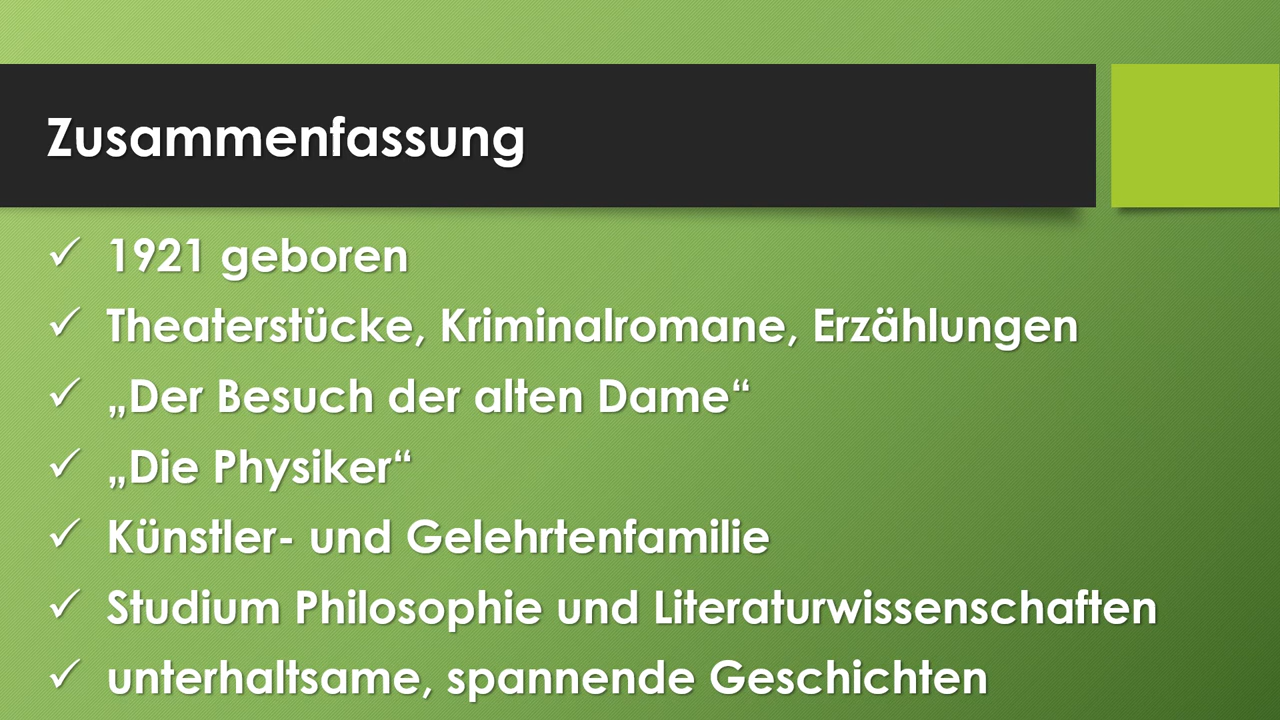 Zusammenfassung
✓ 1921 geboren
✓ Theaterstücke, Kriminalromane, Erzählungen
✓ „Der Besuch der alten Dame“
✓ „Die Physiker“
✓ Künstler- und Gelehrtenfamilie
✓ Studium Philosophie und Literaturwissenschaften
✓ unterhaltsame, spannende Geschichten